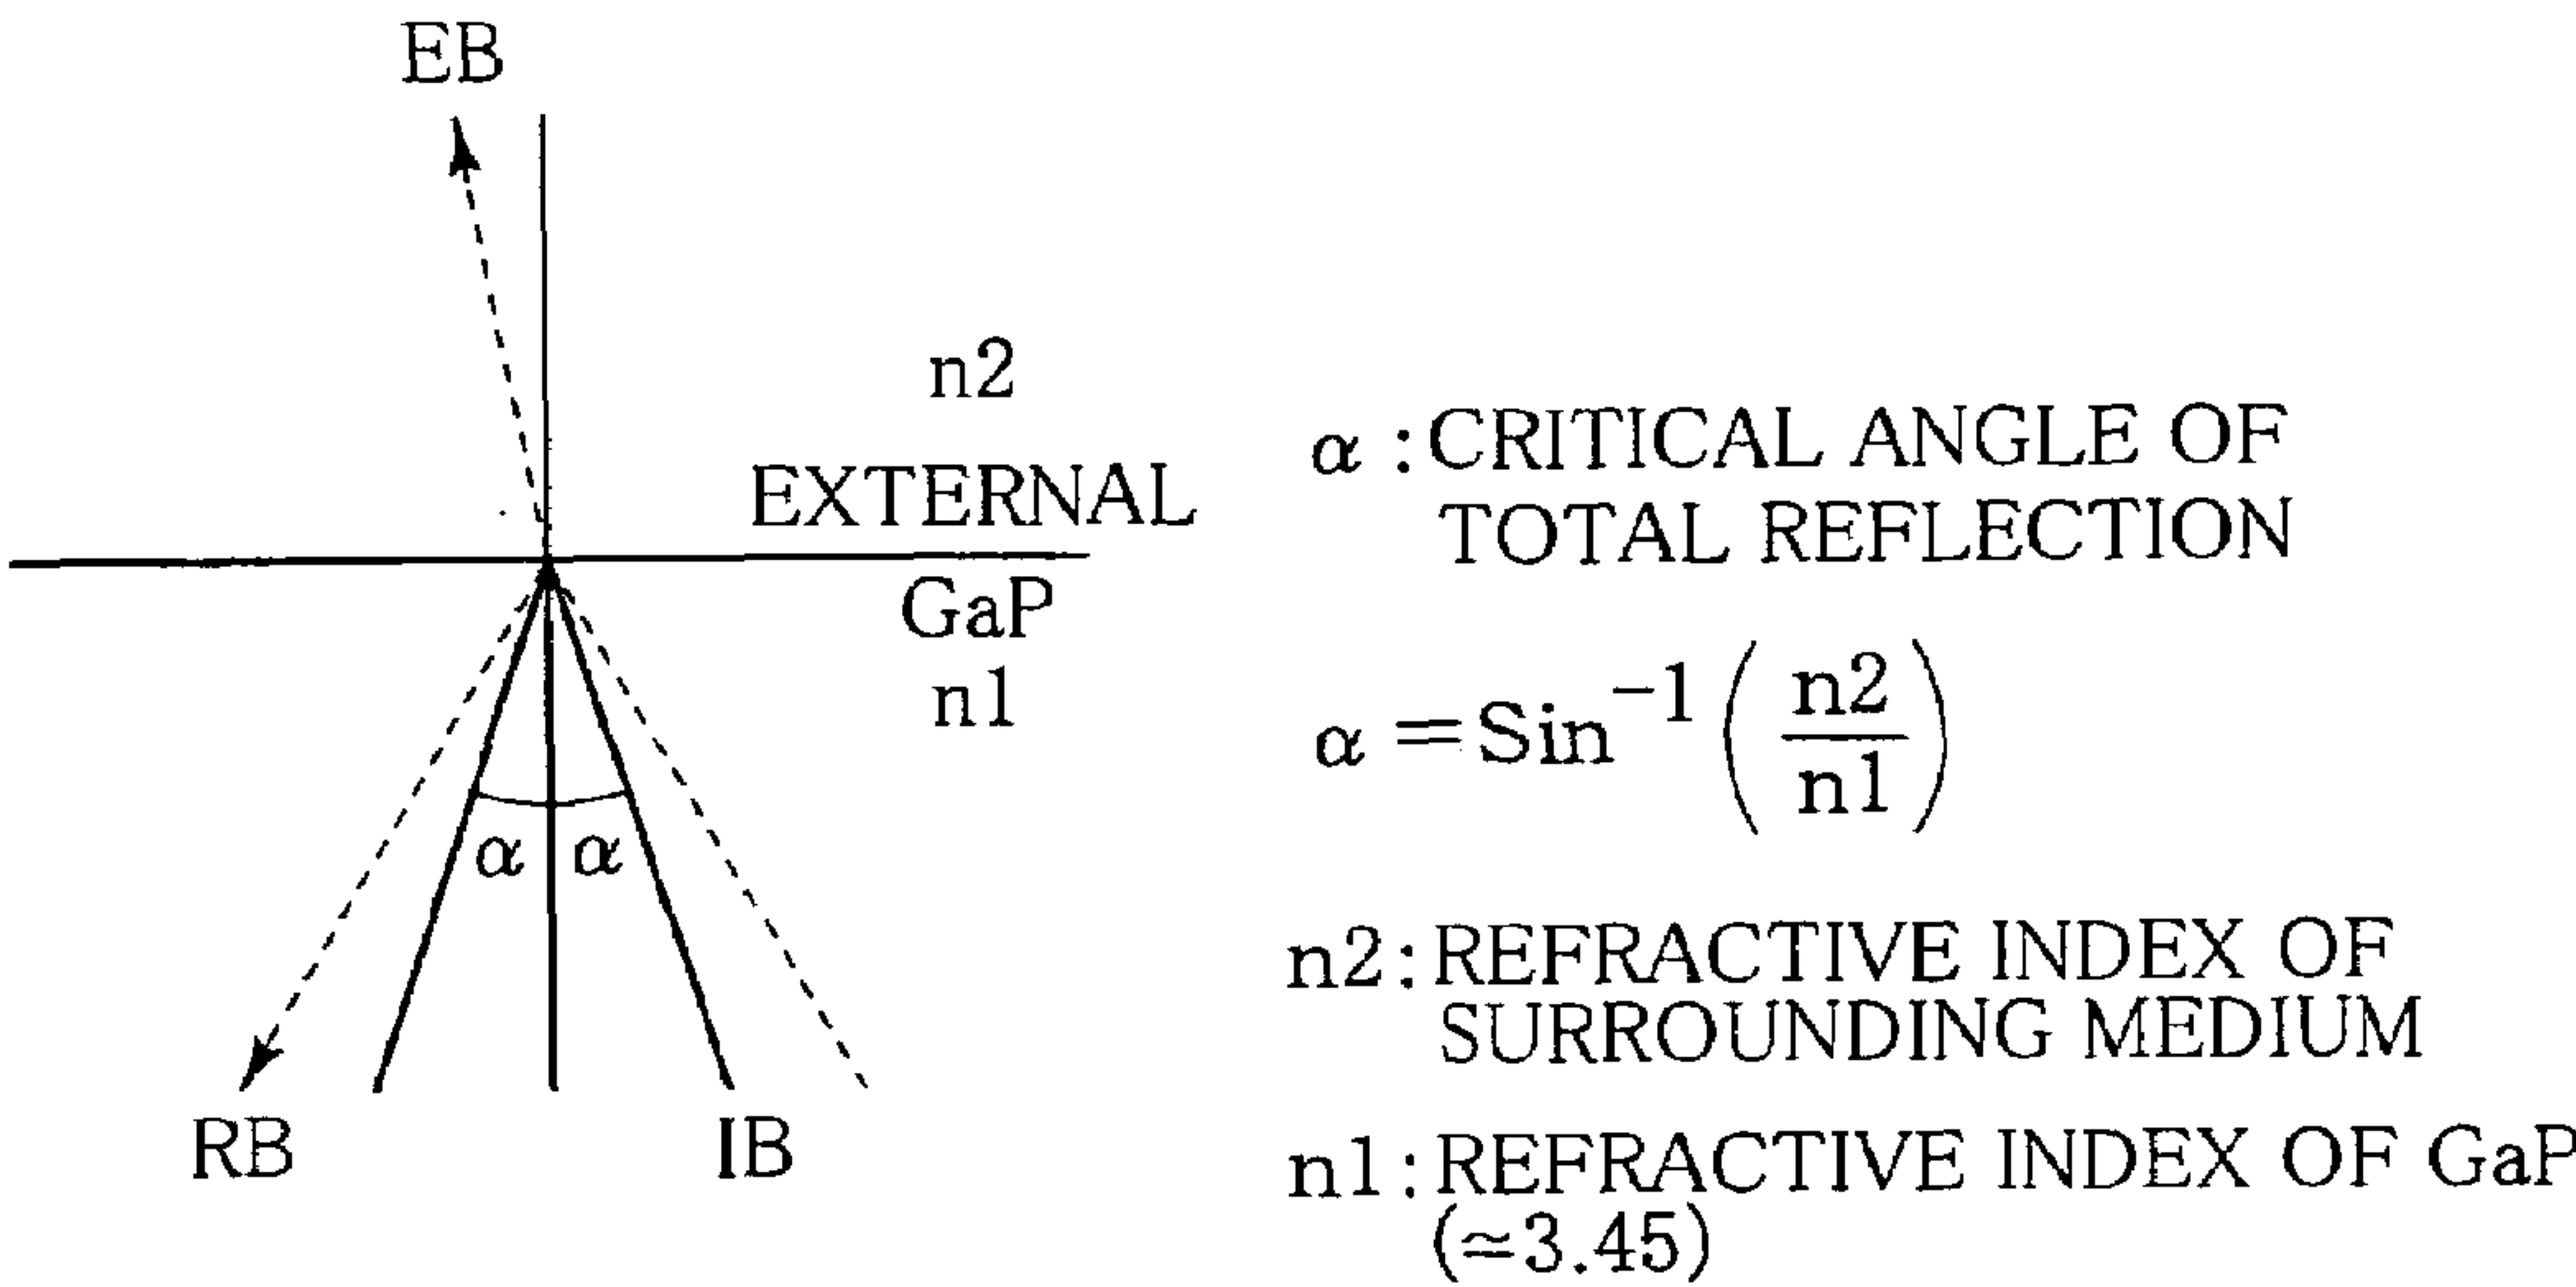 EB
n2
EXTERNAL
GaP
n1
α α
RB
IB
α :CRITICAL ANGLE OF
TOTAL REFLECTION
α =Sin⁻¹ ( n2 / n1 )
n2:REFRACTIVE INDEX OF
SURROUNDING MEDIUM
n1:REFRACTIVE INDEX OF GaP
(≃3.45)